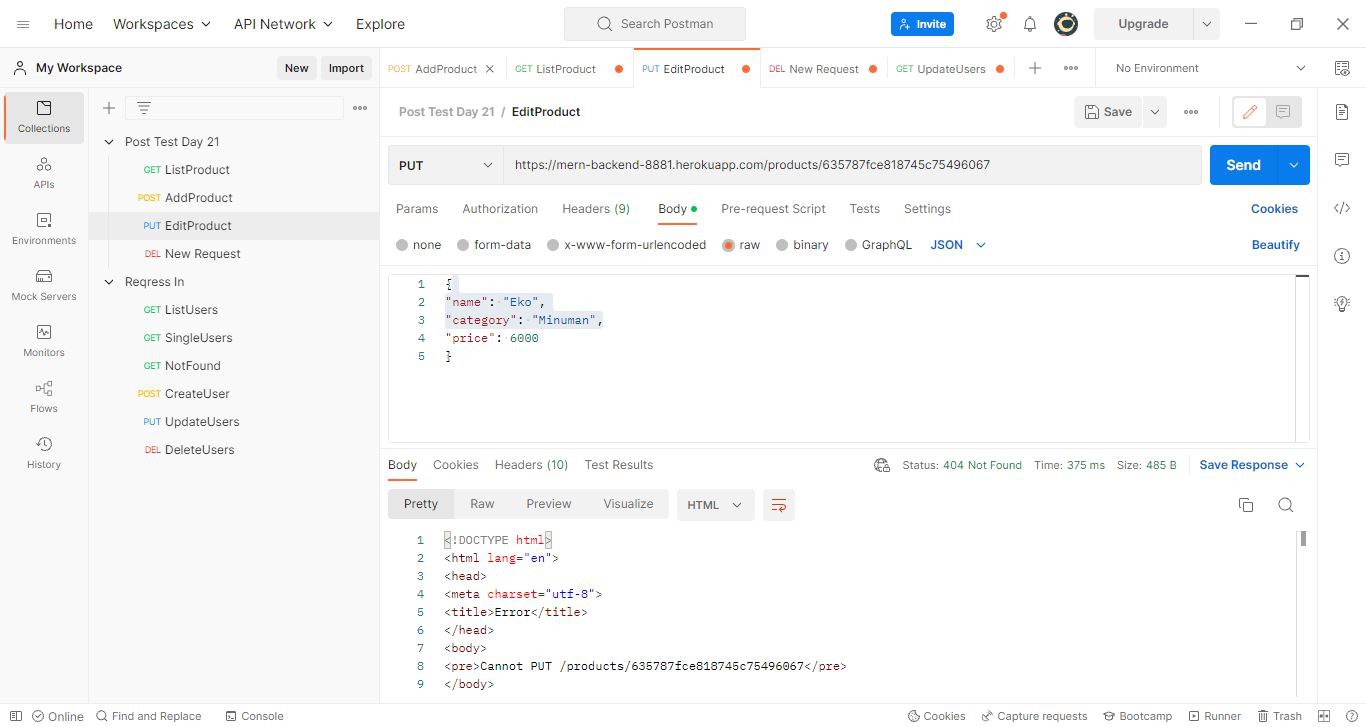 Home Workspaces API Network Explore Search Postman Invite Upgrade
My Workspace New Import POST AddProduct GET ListProduct PUT EditProduct DEL New Request GET UpdateUsers No Environment
Collections
APIs
Environments
Mock Servers
Monitors
Flows
History
Post Test Day 21
GET ListProduct
POST AddProduct
PUT EditProduct
DEL New Request
Reqress In
GET ListUsers
GET SingleUsers
GET NotFound
POST CreateUser
PUT UpdateUsers
DEL DeleteUsers
Post Test Day 21 / EditProduct Save
PUT https://mern-backend-8881.herokuapp.com/products/635787fce818745c75496067 Send
Params Authorization Headers (9) Body Pre-request Script Tests Settings Cookies
none form-data x-www-form-urlencoded raw binary GraphQL JSON Beautify
1 {
2 "name": "Eko",
3 "category": "Minuman",
4 "price": 6000
5 }
Body Cookies Headers (10) Test Results Status: 404 Not Found Time: 375 ms Size: 485 B Save Response
Pretty Raw Preview Visualize HTML
1 <!DOCTYPE html>
2 <html lang="en">
3 <head>
4 <meta charset="utf-8">
5 <title>Error</title>
6 </head>
7 <body>
8 <pre>Cannot PUT /products/635787fce818745c75496067</pre>
9 </body>
Online Find and Replace Console Cookies Capture requests Bootcamp Runner Trash